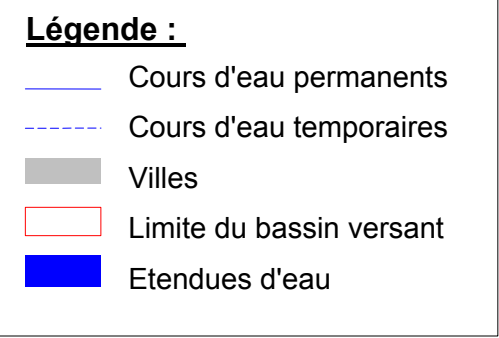 Légende :
Cours d'eau permanents
Cours d'eau temporaires
Villes
Limite du bassin versant
Etendues d'eau